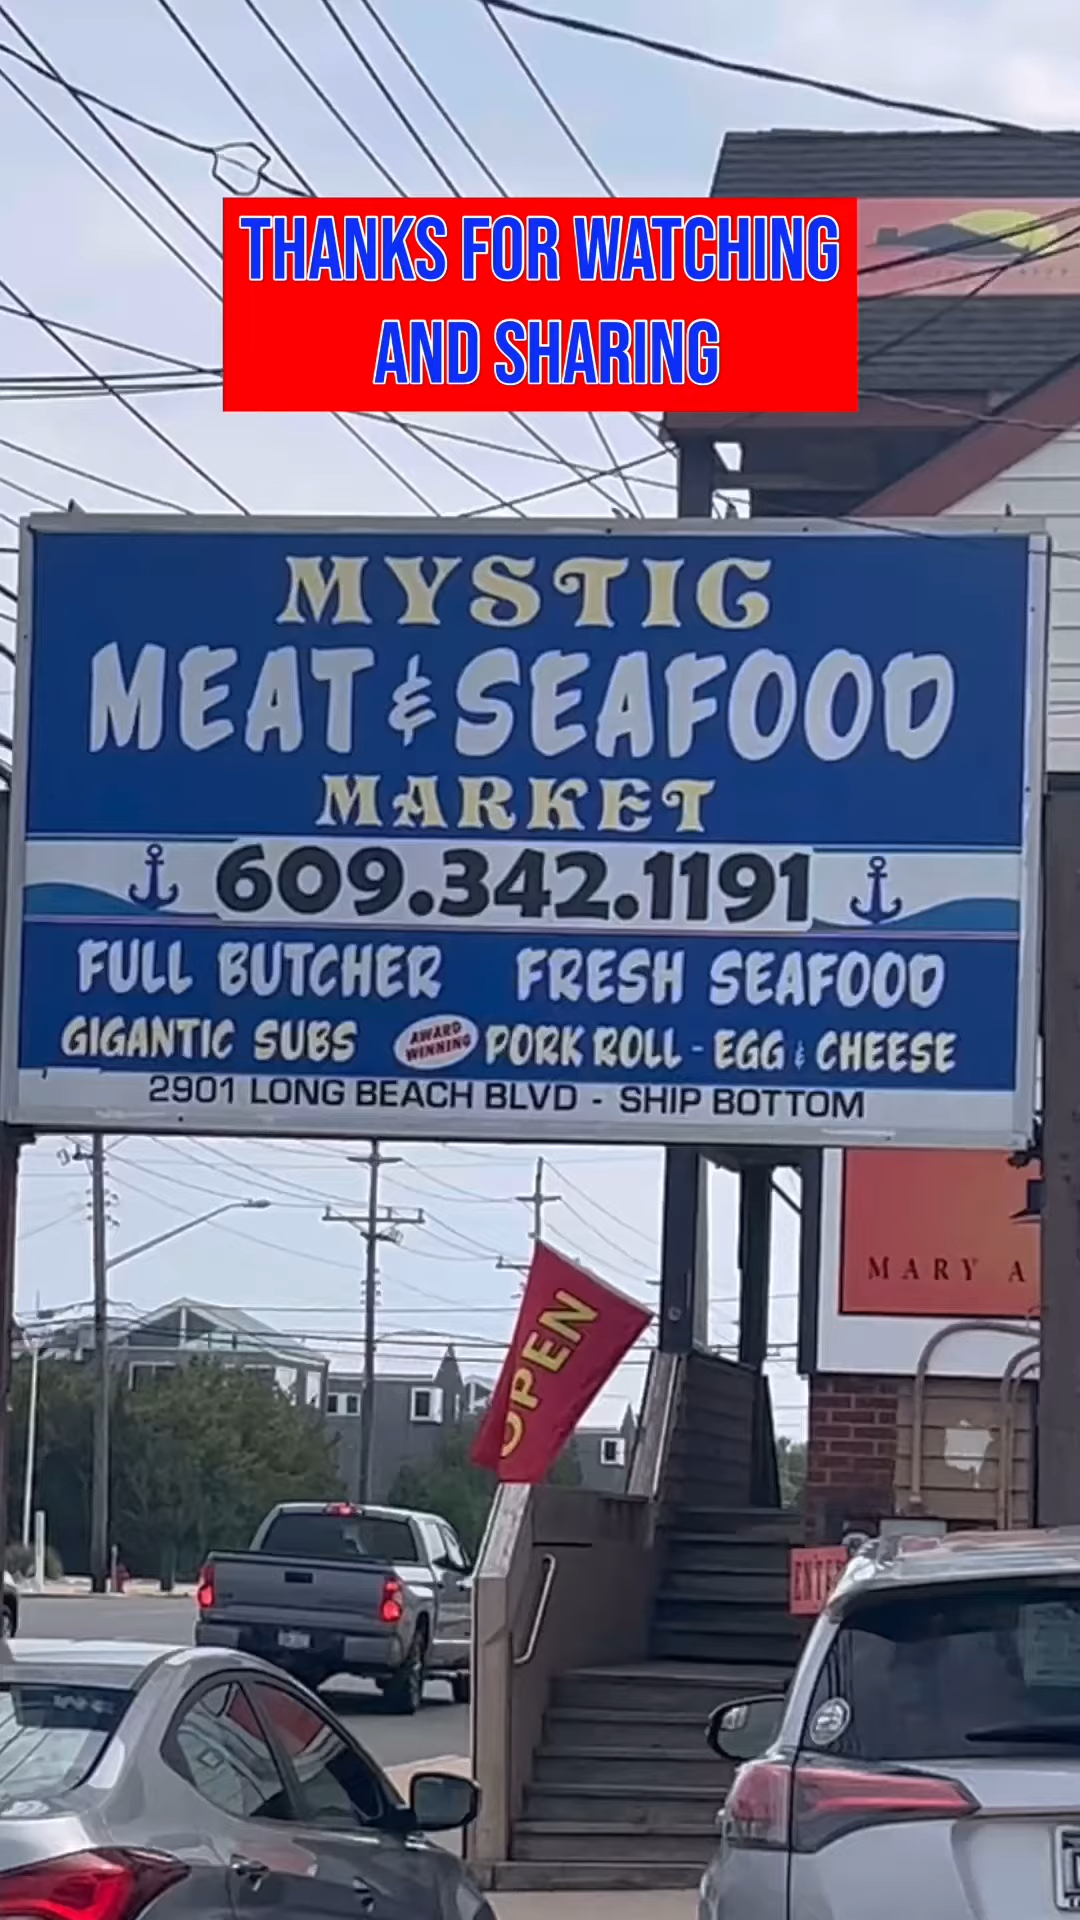 THANKS FOR WATCHING
AND SHARING
MYSTIC
MEAT & SEAFOOD
MARKET
609.342.1191
FULL BUTCHER FRESH SEAFOOD
GIGANTIC SUBS AWARD WINNING PORK ROLL - EGG & CHEESE
2901 LONG BEACH BLVD - SHIP BOTTOM
MARY A
OPEN